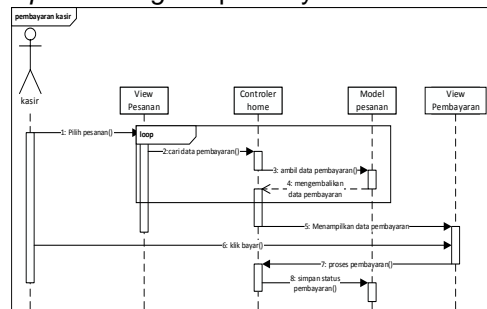 pembayaran kasir
kasir
View
Pesanan
Controler
home
Model
pesanan
View
Pembayaran
1: Pilih pesanan()
loop
2:cari data pembayaran()
3: ambil data pembayaran()
4: mengembalikan
data pembayaran
5: Menampilkan data pembayaran
6: klik bayar()
7: proses pembayaran()
8: simpan status
pembayaran()